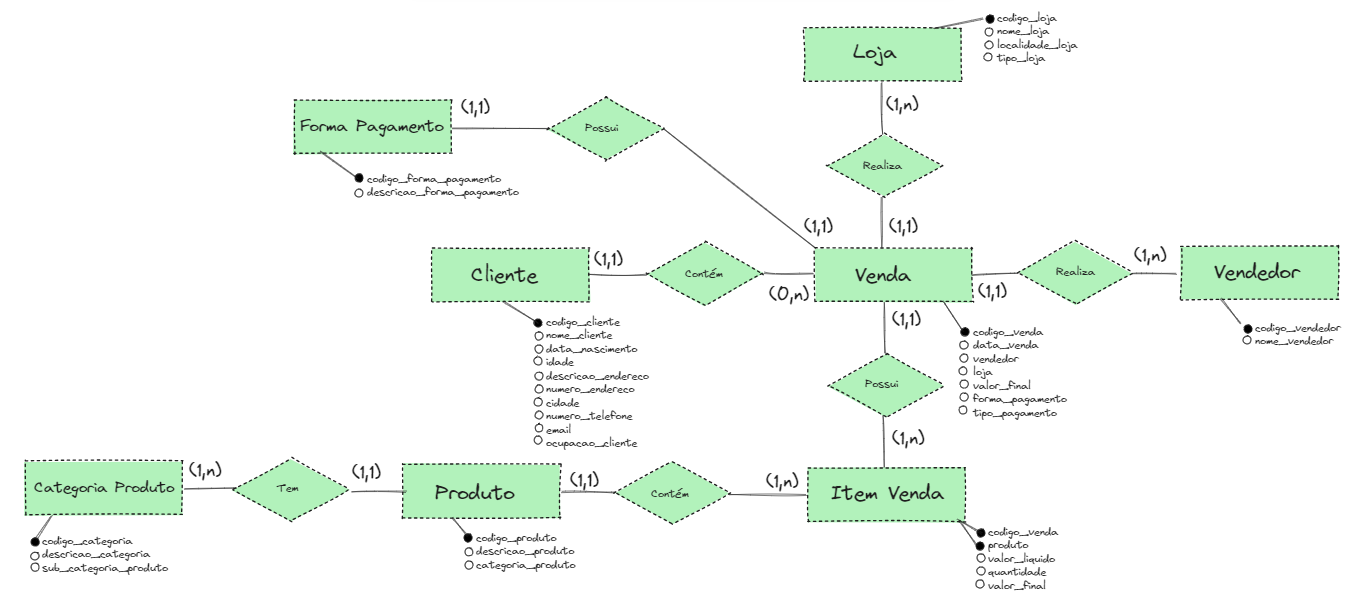 Loja
codigo_loja
nome_loja
localidade_loja
tipo_loja
(1,n)
Realiza
(1,1)
Forma Pagamento
(1,1)
codigo_forma_pagamento
descricao_forma_pagamento
Possui
(1,1)
Cliente
(1,1)
Contém
(0,n)
codigo_cliente
nome_cliente
data_nascimento
idade
descricao_endereco
numero_endereco
cidade
numero_telefone
email
ocupacao_cliente
Venda
(1,1)
codigo_venda
data_venda
vendedor
loja
valor_final
forma_pagamento
tipo_pagamento
Realiza
(1,n)
Vendedor
codigo_vendedor
nome_vendedor
(1,1)
Possui
(1,n)
Categoria Produto
(1,n)
codigo_categoria
descricao_categoria
sub_categoria_produto
Tem
(1,1)
Produto
(1,1)
codigo_produto
descricao_produto
categoria_produto
Contém
(1,n)
Item Venda
codigo_venda
produto
valor_liquido
quantidade
valor_final